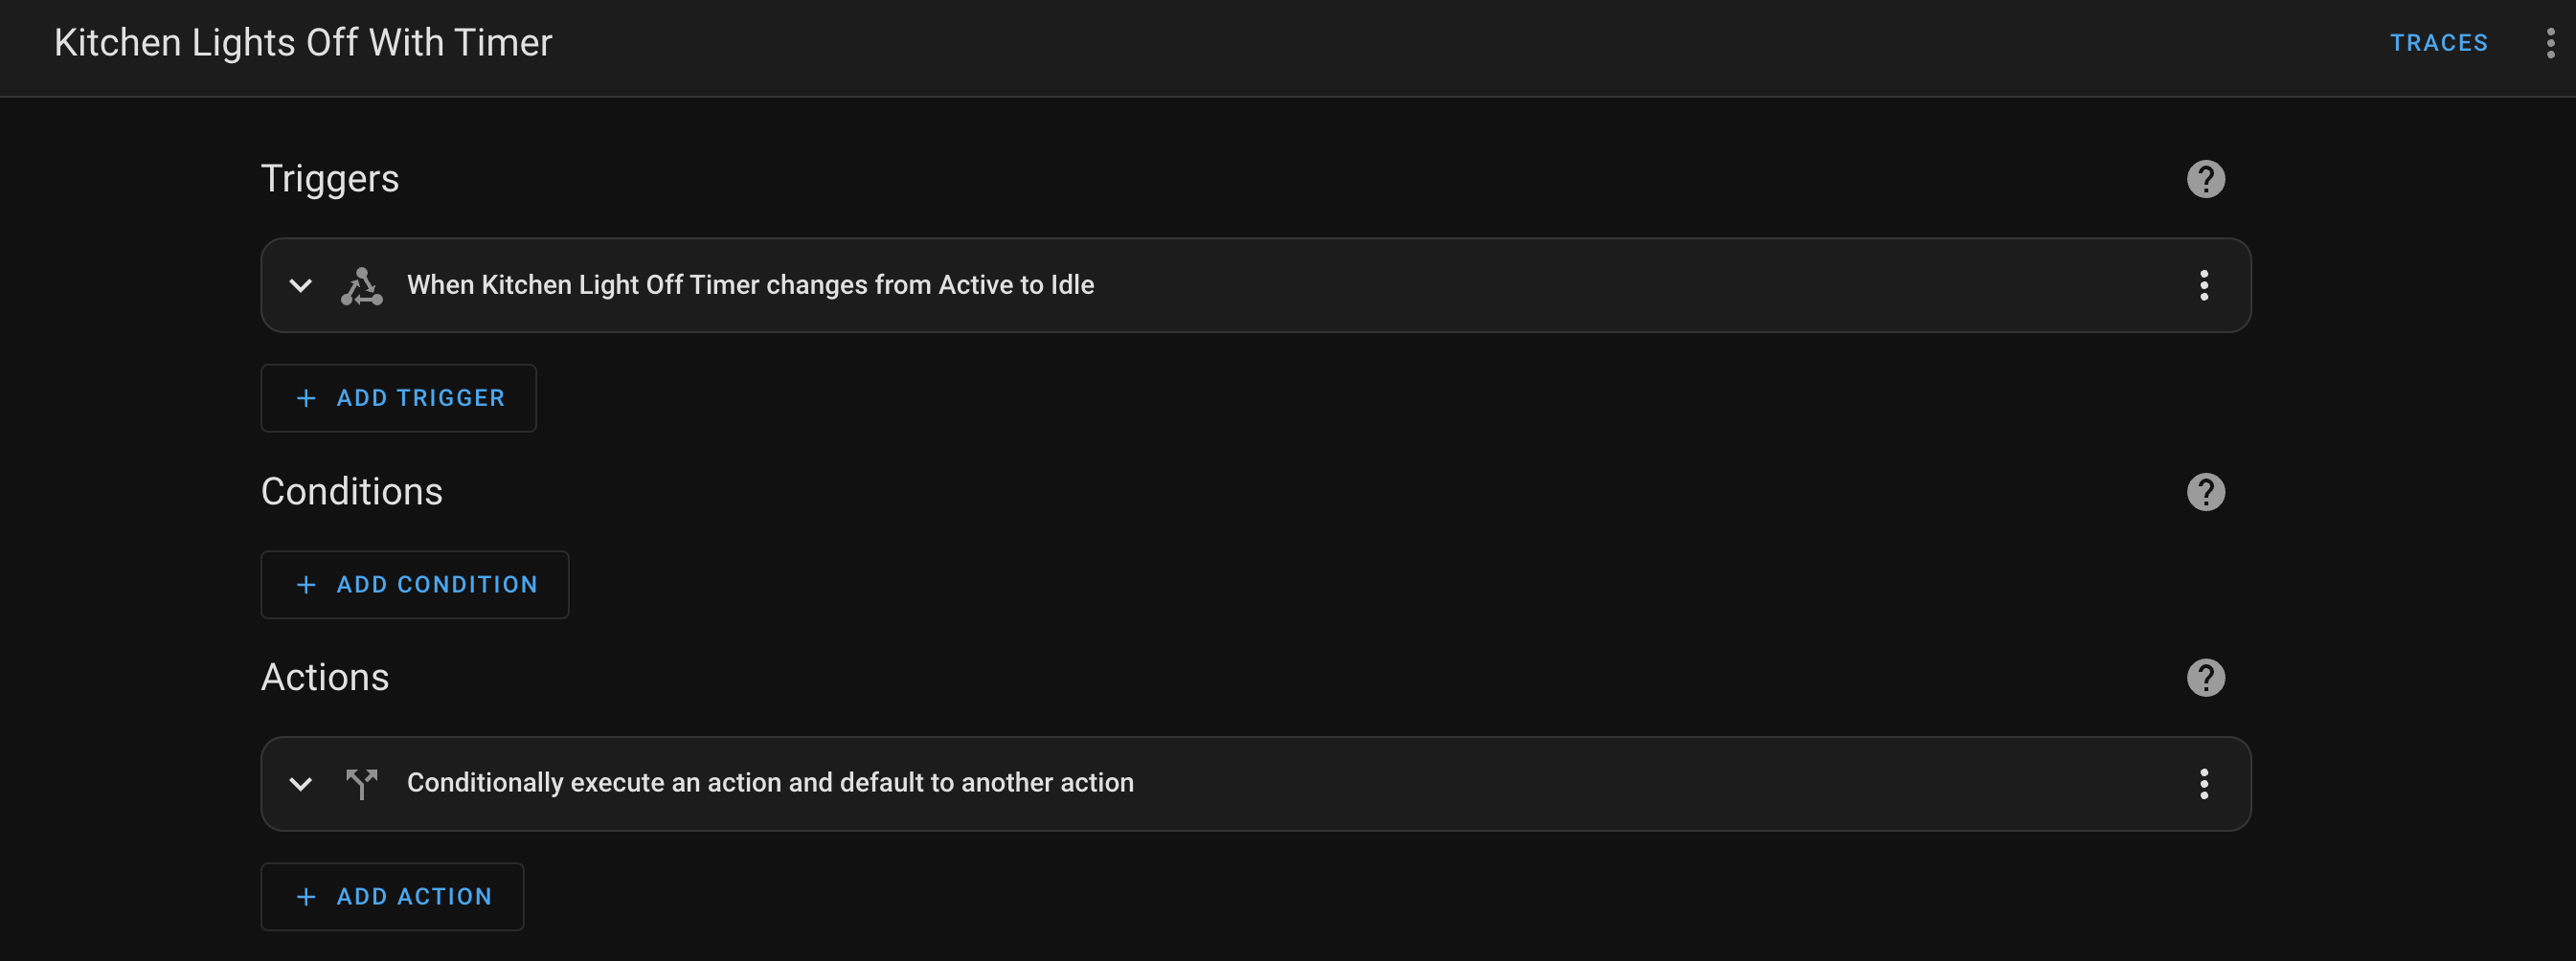 Kitchen Lights Off With Timer
TRACES
Triggers
?
When Kitchen Light Off Timer changes from Active to Idle
+ ADD TRIGGER
Conditions
?
+ ADD CONDITION
Actions
?
Conditionally execute an action and default to another action
+ ADD ACTION